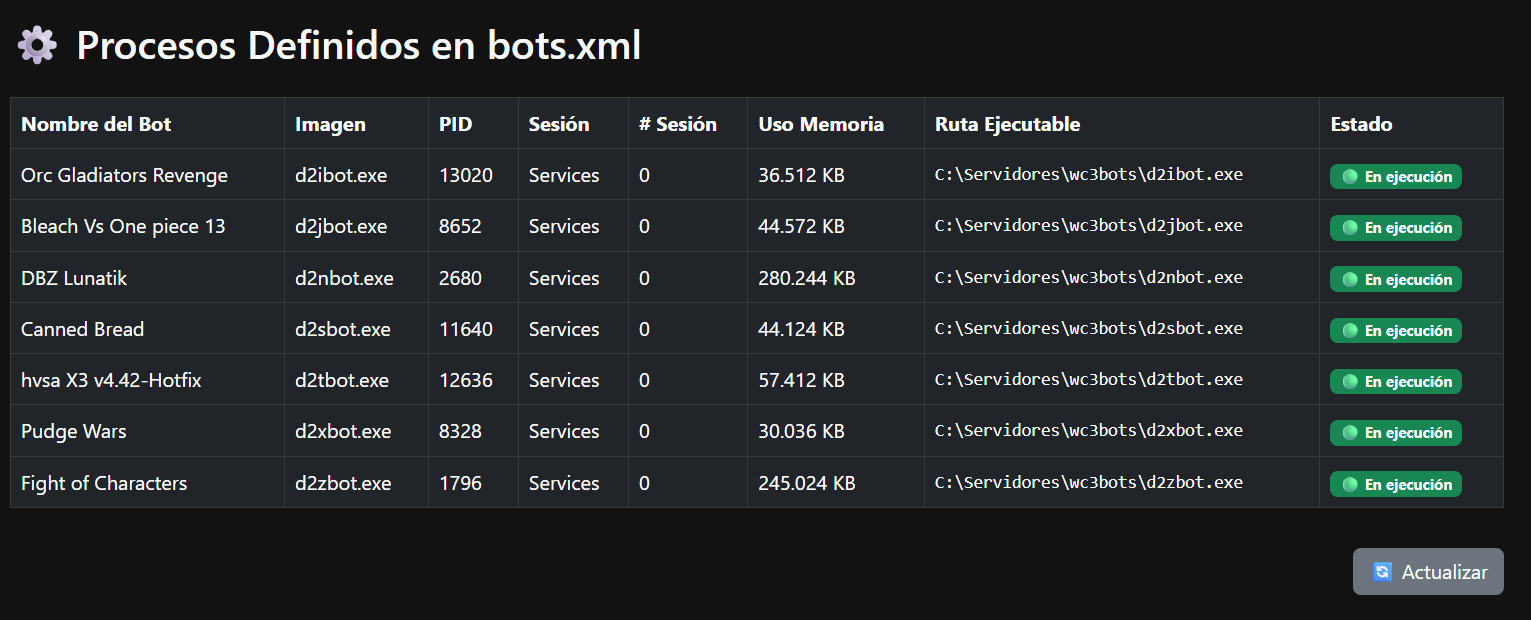 Procesos Definidos en bots.xml
Nombre del Bot Imagen PID Sesión # Sesión Uso Memoria Ruta Ejecutable Estado
Orc Gladiators Revenge d2ibot.exe 13020 Services 0 36.512 KB C:\Servidores\wc3bots\d2ibot.exe En ejecución
Bleach Vs One piece 13 d2jbot.exe 8652 Services 0 44.572 KB C:\Servidores\wc3bots\d2jbot.exe En ejecución
DBZ Lunatik d2nbot.exe 2680 Services 0 280.244 KB C:\Servidores\wc3bots\d2nbot.exe En ejecución
Canned Bread d2sbot.exe 11640 Services 0 44.124 KB C:\Servidores\wc3bots\d2sbot.exe En ejecución
hvsa X3 v4.42-Hotfix d2tbot.exe 12636 Services 0 57.412 KB C:\Servidores\wc3bots\d2tbot.exe En ejecución
Pudge Wars d2xbot.exe 8328 Services 0 30.036 KB C:\Servidores\wc3bots\d2xbot.exe En ejecución
Fight of Characters d2zbot.exe 1796 Services 0 245.024 KB C:\Servidores\wc3bots\d2zbot.exe En ejecución
Actualizar